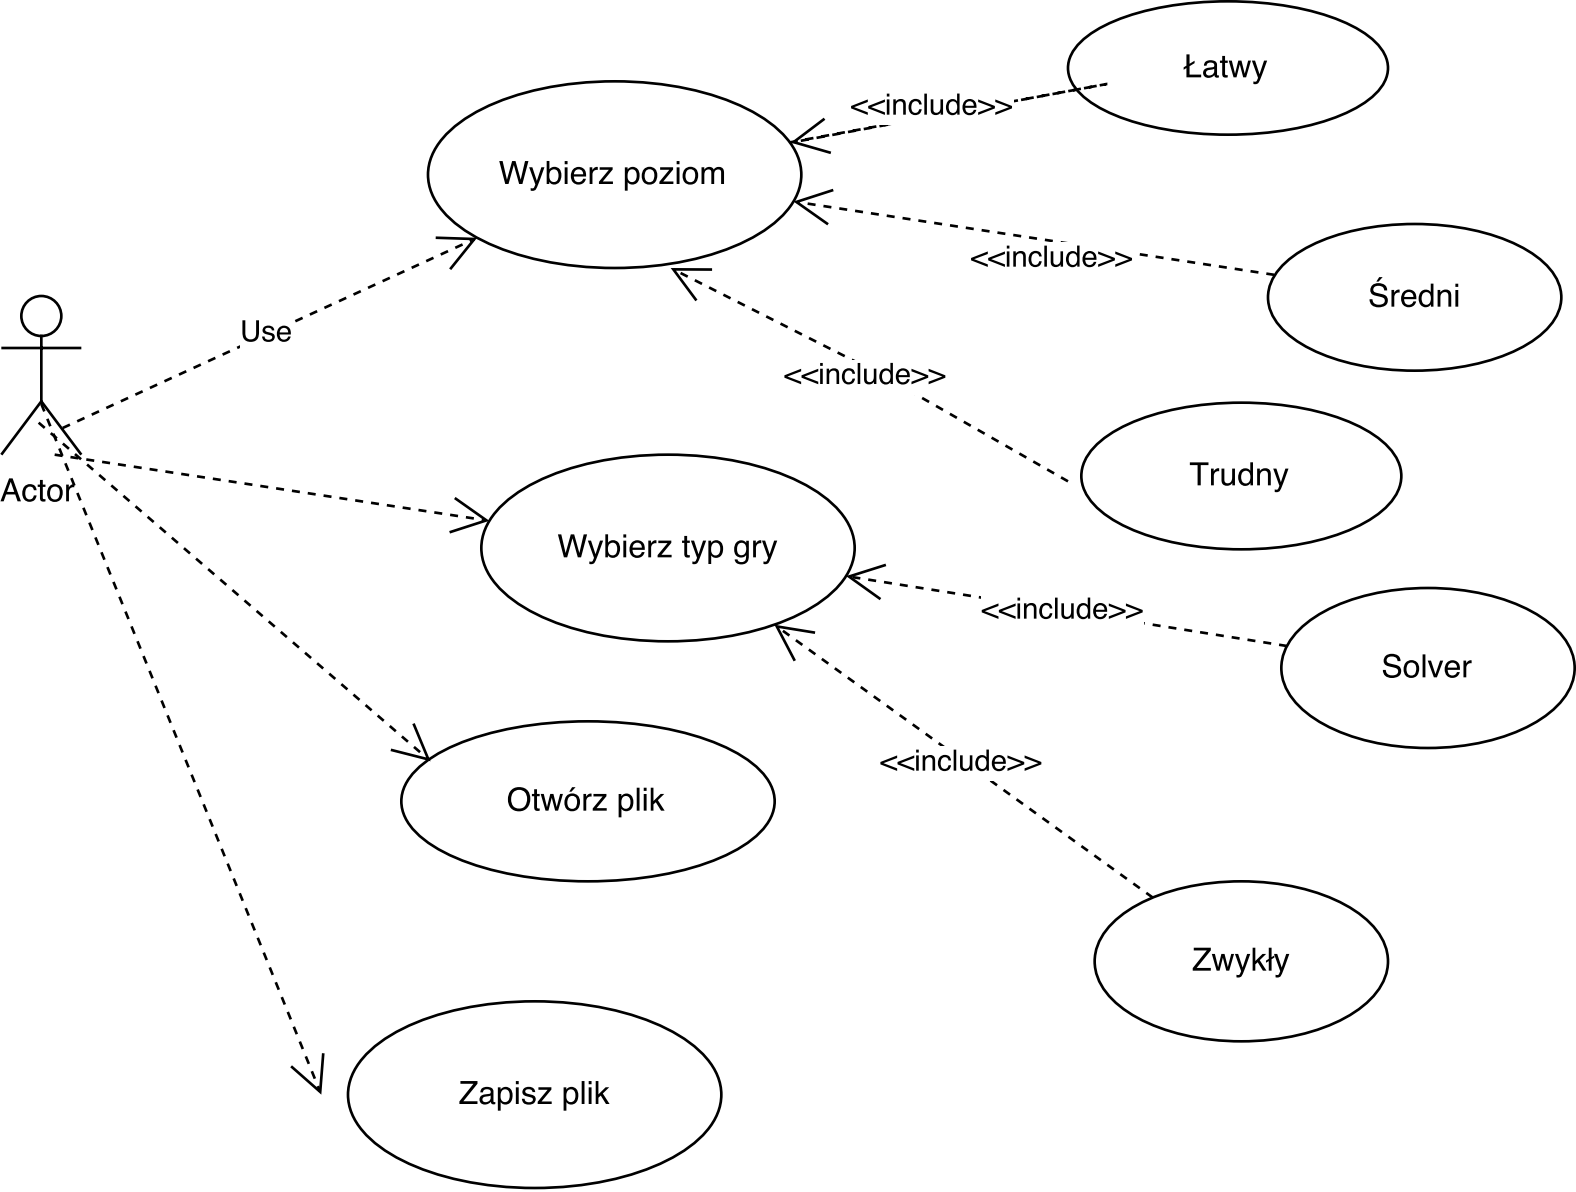 Łatwy
<<include>>
Wybierz poziom
<<include>>
Średni
Use
<<include>>
Trudny
Actor
Wybierz typ gry
<<include>>
Solver
<<include>>
Otwórz plik
Zwykły
Zapisz plik